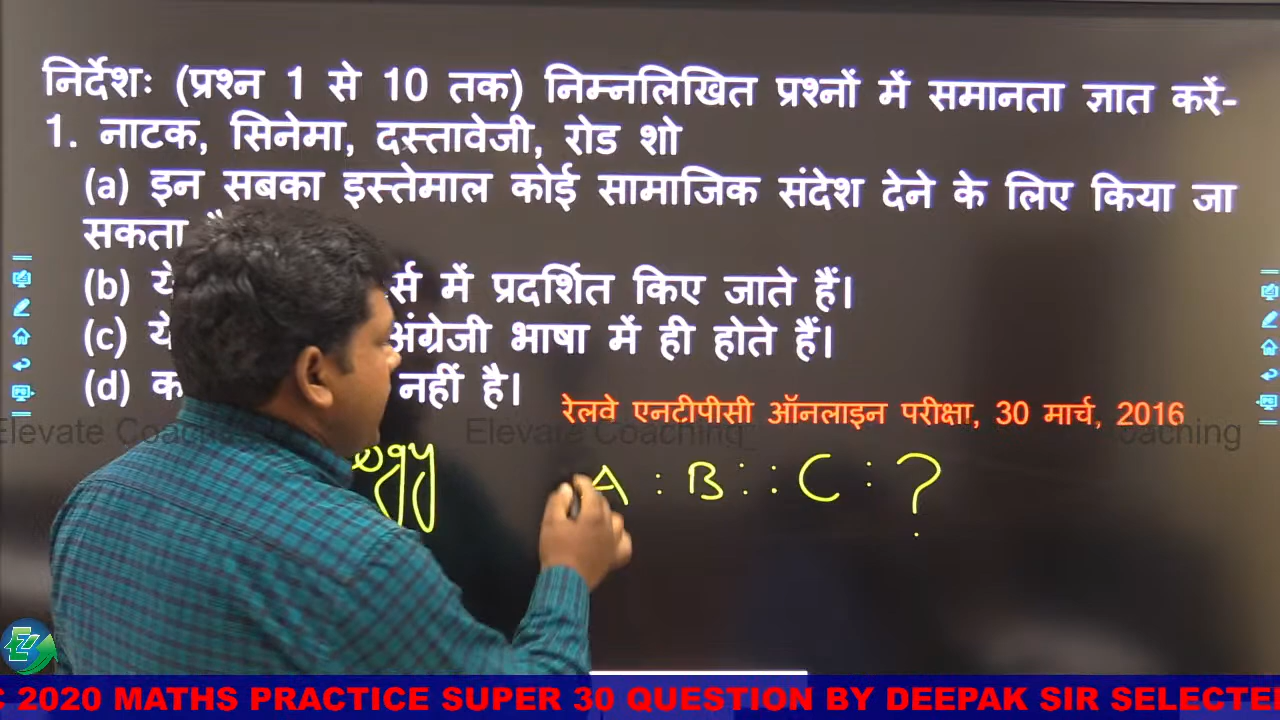 निर्देशः (प्रश्न 1 से 10 तक) निम्नलिखित प्रश्नों में समानता ज्ञात करें-
1. नाटक, सिनेमा, दस्तावेजी, रोड शो
(a) इन सबका इस्तेमाल कोई सामाजिक संदेश देने के लिए किया जा
सकता
(b) में प्रदर्शित किए जाते हैं।
(c) अंग्रेजी भाषा में ही होते हैं।
(d) नहीं है।
रेलवे एनटीपीसी ऑनलाइन परीक्षा, 30 मार्च, 2016
Elevate Coaching Elevate Coaching Coaching
A : B :: C : ?
2020 MATHS PRACTICE SUPER 30 QUESTION BY DEEPAK SIR